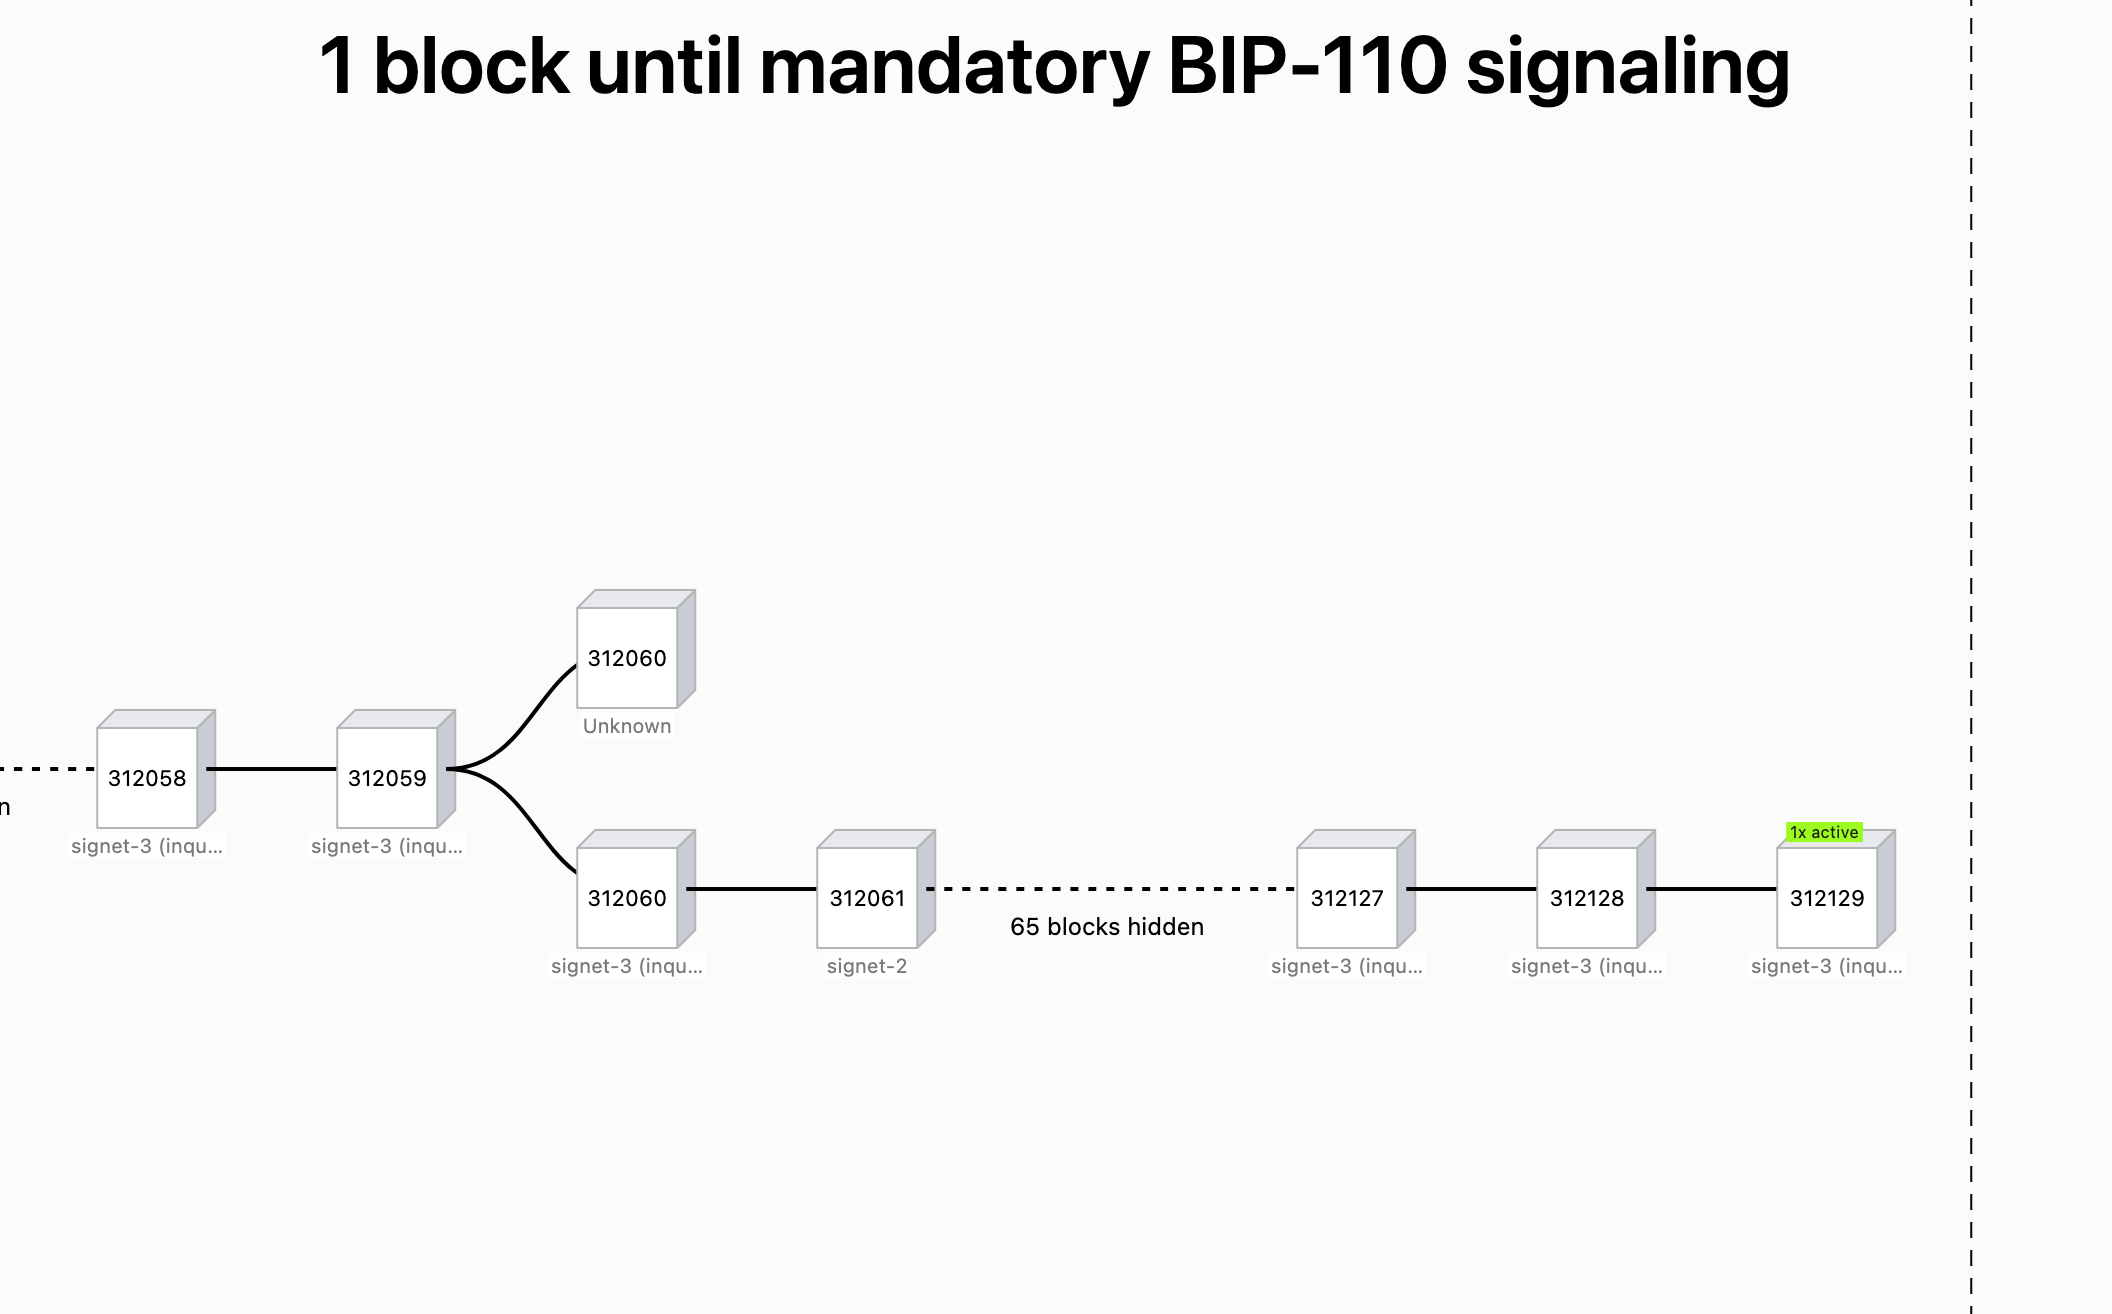 1 block until mandatory BIP-110 signaling
312060
Unknown
312058
312059
n
signet-3 (inqu...
signet-3 (inqu...
1x active
312060
312061
312127
312128
312129
65 blocks hidden
signet-3 (inqu...
signet-2
signet-3 (inqu...
signet-3 (inqu...
signet-3 (inqu...